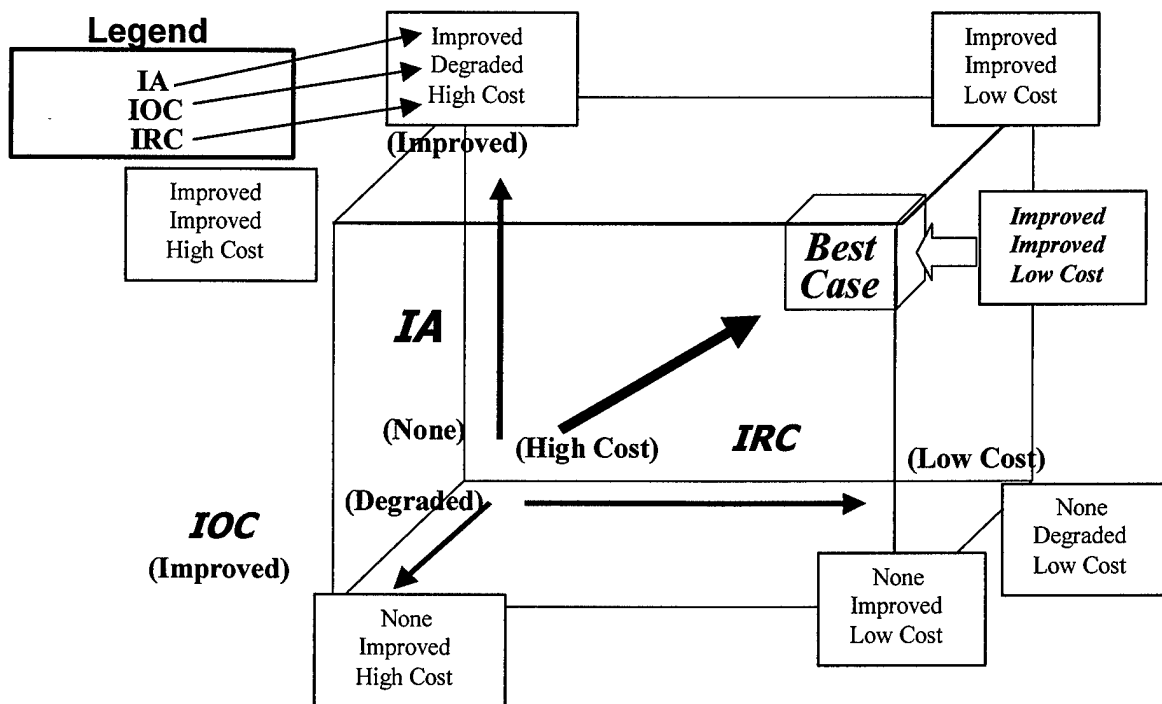 Legend
IA
IOC
IRC
Improved
Degraded
High Cost
Improved
Improved
Low Cost
(Improved)
Improved
Improved
High Cost
Best
Case
Improved
Improved
Low Cost
IA
(None)
(High Cost)
IRC
(Low Cost)
(Degraded)
IOC
(Improved)
None
Degraded
Low Cost
None
Improved
Low Cost
None
Improved
High Cost